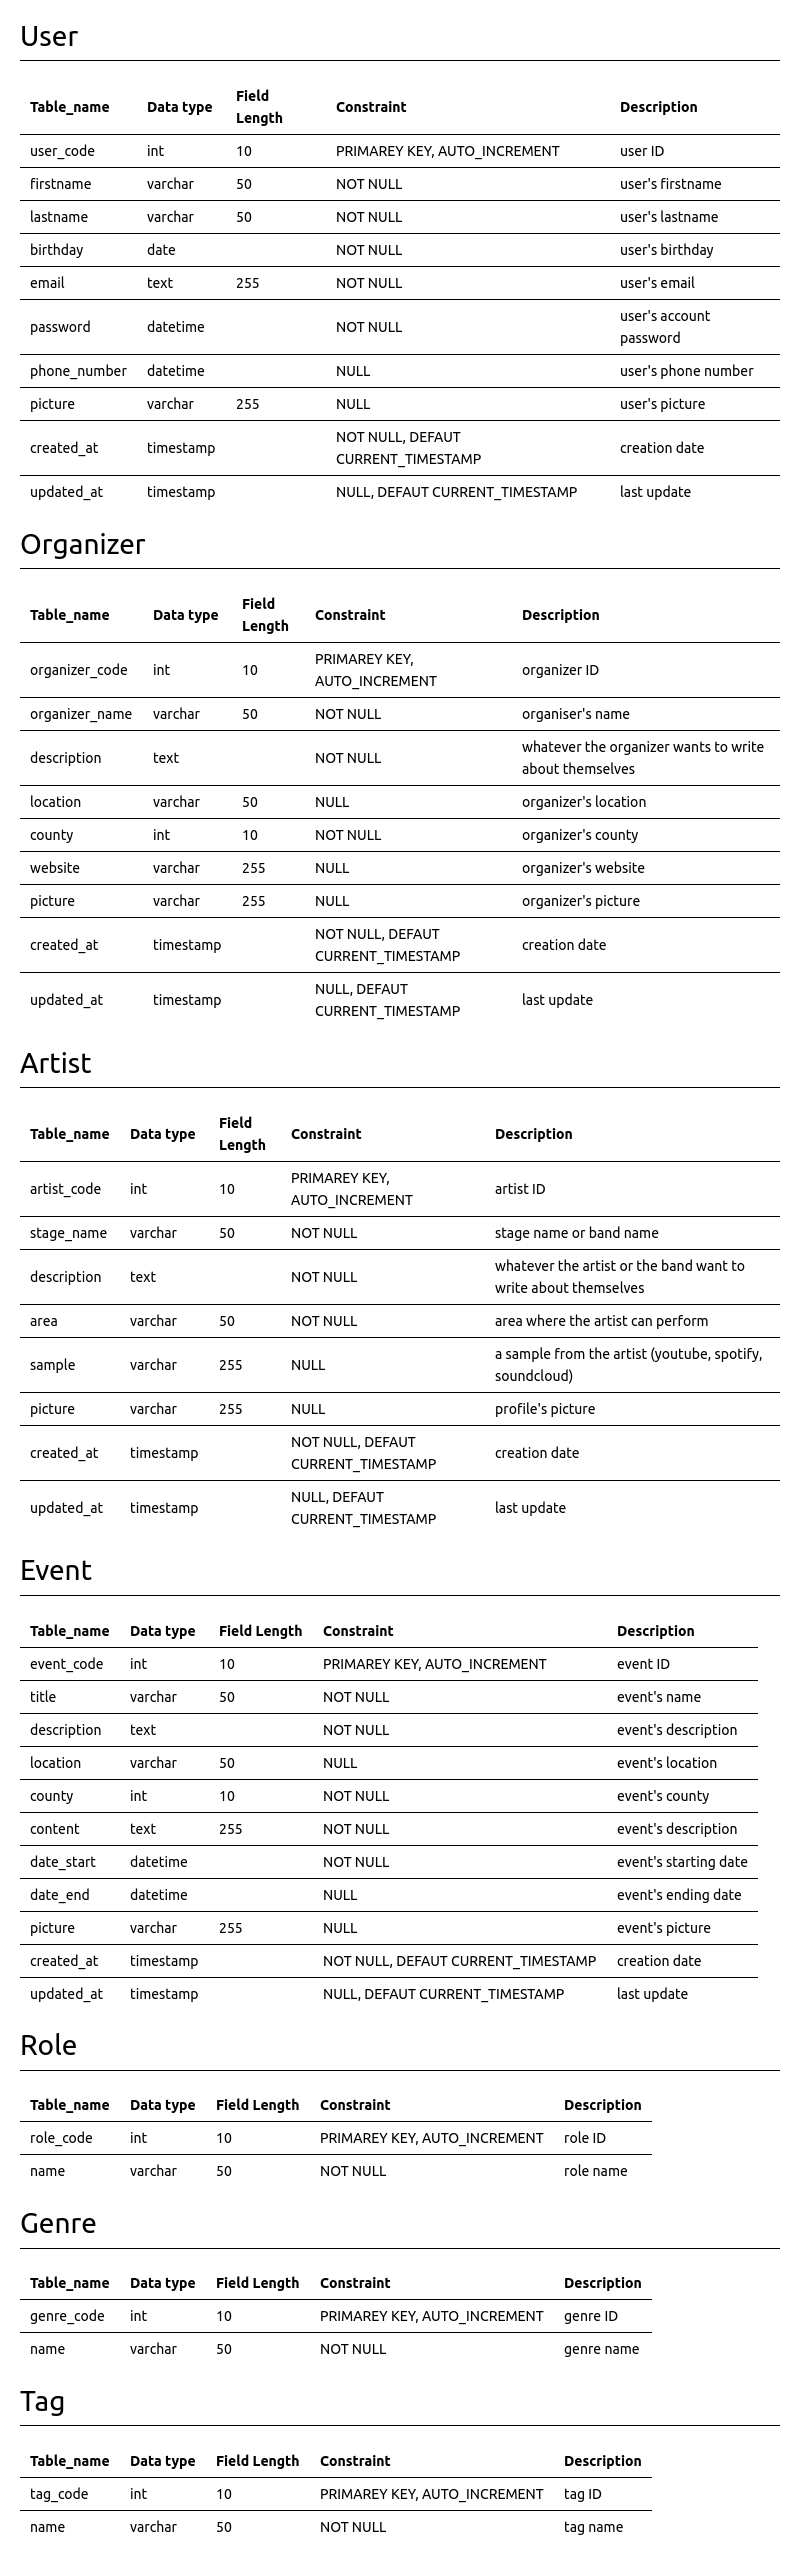 User
Table_name Data type Field Length Constraint Description
user_code int 10 PRIMAREY KEY, AUTO_INCREMENT user ID
firstname varchar 50 NOT NULL user's firstname
lastname varchar 50 NOT NULL user's lastname
birthday date NOT NULL user's birthday
email text 255 NOT NULL user's email
password datetime NOT NULL user's account password
phone_number datetime NULL user's phone number
picture varchar 255 NULL user's picture
created_at timestamp NOT NULL, DEFAUT CURRENT_TIMESTAMP creation date
updated_at timestamp NULL, DEFAUT CURRENT_TIMESTAMP last update
Organizer
Table_name Data type Field Length Constraint Description
organizer_code int 10 PRIMAREY KEY, AUTO_INCREMENT organizer ID
organizer_name varchar 50 NOT NULL organiser's name
description text NOT NULL whatever the organizer wants to write about themselves
location varchar 50 NULL organizer's location
county int 10 NOT NULL organizer's county
website varchar 255 NULL organizer's website
picture varchar 255 NULL organizer's picture
created_at timestamp NOT NULL, DEFAUT CURRENT_TIMESTAMP creation date
updated_at timestamp NULL, DEFAUT CURRENT_TIMESTAMP last update
Artist
Table_name Data type Field Length Constraint Description
artist_code int 10 PRIMAREY KEY, AUTO_INCREMENT artist ID
stage_name varchar 50 NOT NULL stage name or band name
description text NOT NULL whatever the artist or the band want to write about themselves
area varchar 50 NOT NULL area where the artist can perform
sample varchar 255 NULL a sample from the artist (youtube, spotify, soundcloud)
picture varchar 255 NULL profile's picture
created_at timestamp NOT NULL, DEFAUT CURRENT_TIMESTAMP creation date
updated_at timestamp NULL, DEFAUT CURRENT_TIMESTAMP last update
Event
Table_name Data type Field Length Constraint Description
event_code int 10 PRIMAREY KEY, AUTO_INCREMENT event ID
title varchar 50 NOT NULL event's name
description text NOT NULL event's description
location varchar 50 NULL event's location
county int 10 NOT NULL event's county
content text 255 NOT NULL event's description
date_start datetime NOT NULL event's starting date
date_end datetime NULL event's ending date
picture varchar 255 NULL event's picture
created_at timestamp NOT NULL, DEFAUT CURRENT_TIMESTAMP creation date
updated_at timestamp NULL, DEFAUT CURRENT_TIMESTAMP last update
Role
Table_name Data type Field Length Constraint Description
role_code int 10 PRIMAREY KEY, AUTO_INCREMENT role ID
name varchar 50 NOT NULL role name
Genre
Table_name Data type Field Length Constraint Description
genre_code int 10 PRIMAREY KEY, AUTO_INCREMENT genre ID
name varchar 50 NOT NULL genre name
Tag
Table_name Data type Field Length Constraint Description
tag_code int 10 PRIMAREY KEY, AUTO_INCREMENT tag ID
name varchar 50 NOT NULL tag name